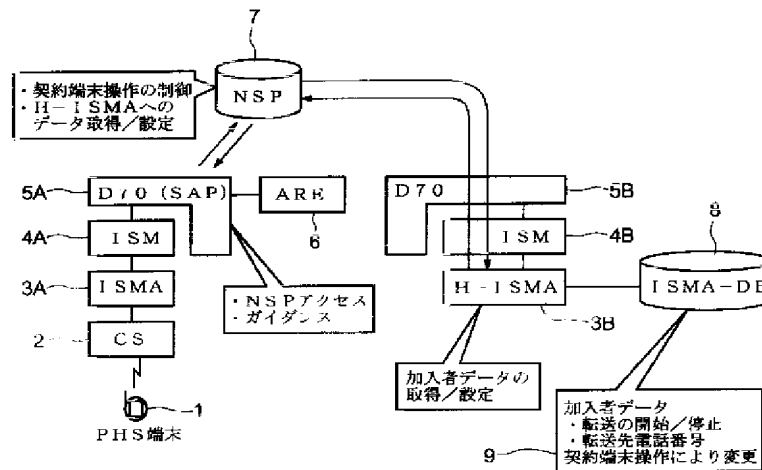 7
NSP
・契約端末操作の制御
・H-ISMAへの
データ取得/設定
5A
D70 (SAP)
ARE
6
D70
5B
4A
ISM
ISM
4B
8
3A
ISMA
H-ISMA
3B
ISMA-DB
・NSPアクセス
・ガイダンス
2
CS
1
PHS端末
加入者データの
取得/設定
加入者データ
・転送の開始/停止
・転送先電話番号
契約端末操作により変更
9